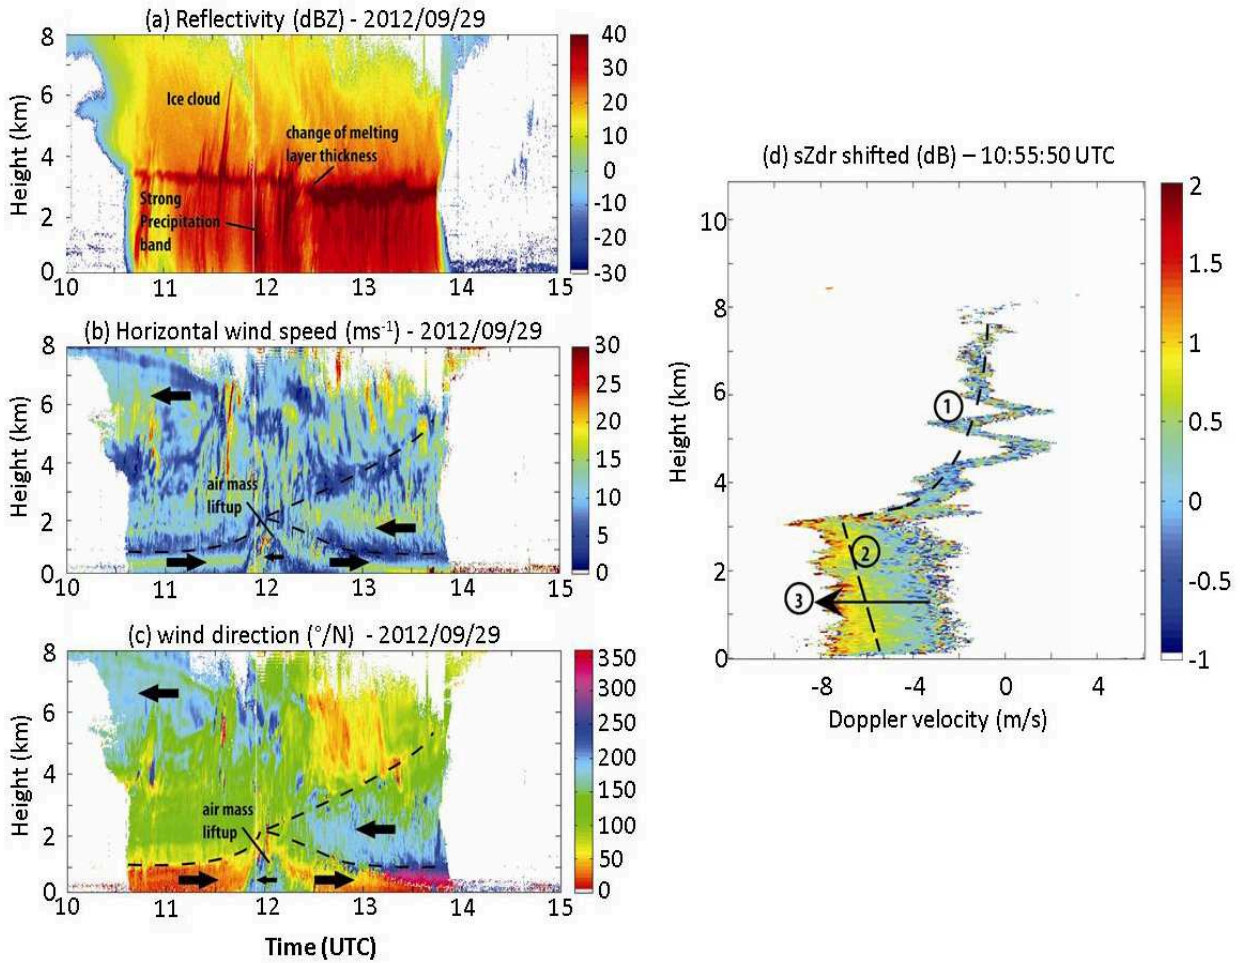 (a) Reflectivity (dBZ) - 2012/09/29
8
6
4
2
0
Height (km)
Ice cloud
change of melting
layer thickness
Strong
Precipitation
band
10 11 12 13 14 15
40
30
20
10
0
-10
-20
-30
(b) Horizontal wind speed (ms-1) - 2012/09/29
8
6
4
2
0
Height (km)
air mass
liftup
10 11 12 13 14 15
30
25
20
15
10
5
0
(c) wind direction (°/N) - 2012/09/29
8
6
4
2
0
Height (km)
air mass
liftup
10 11 12 13 14 15
350
300
250
200
150
100
50
0
Time (UTC)
(d) sZdr shifted (dB) – 10:55:50 UTC
10
8
6
4
2
0
Height (km)
1
2
3
-8 -4 0 4
Doppler velocity (m/s)
2
1.5
1
0.5
0
-0.5
-1